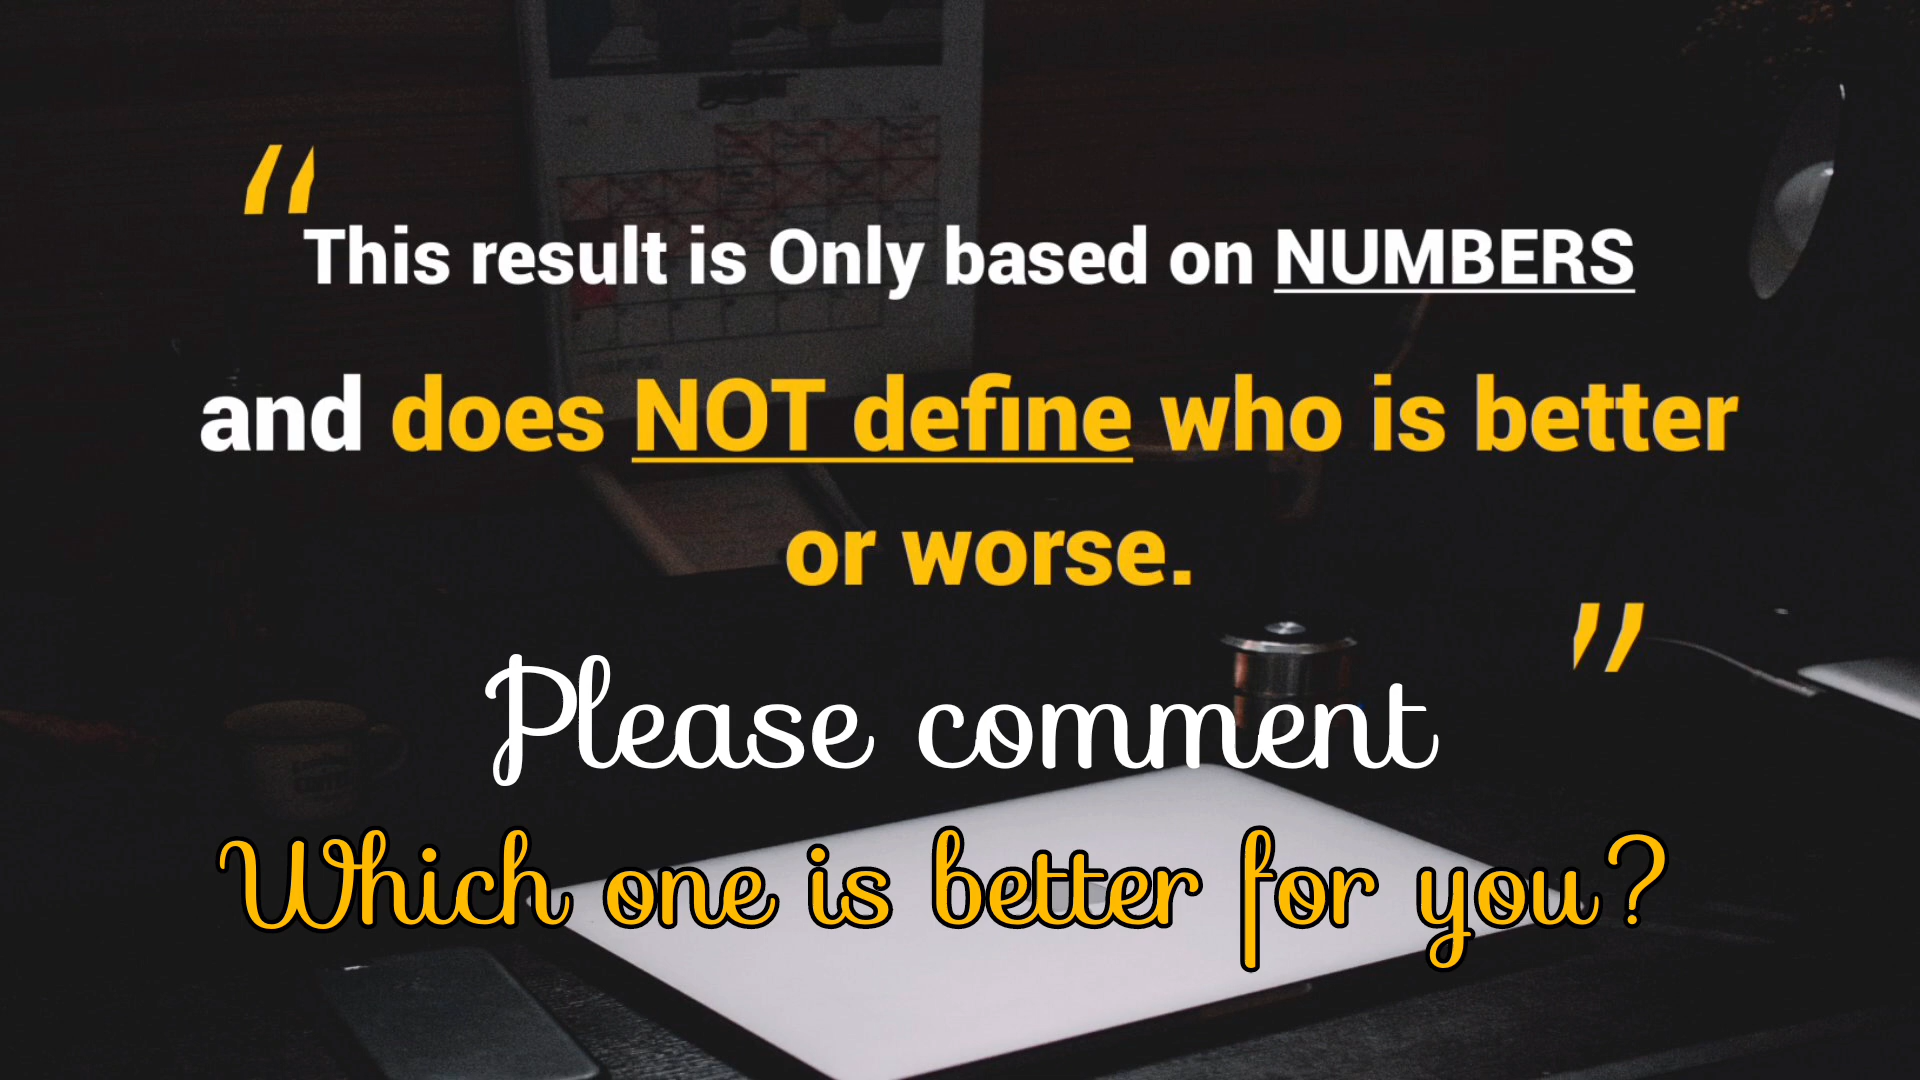 “This result is Only based on NUMBERS
and does NOT define who is better
or worse.”
Please comment
Which one is better for you?